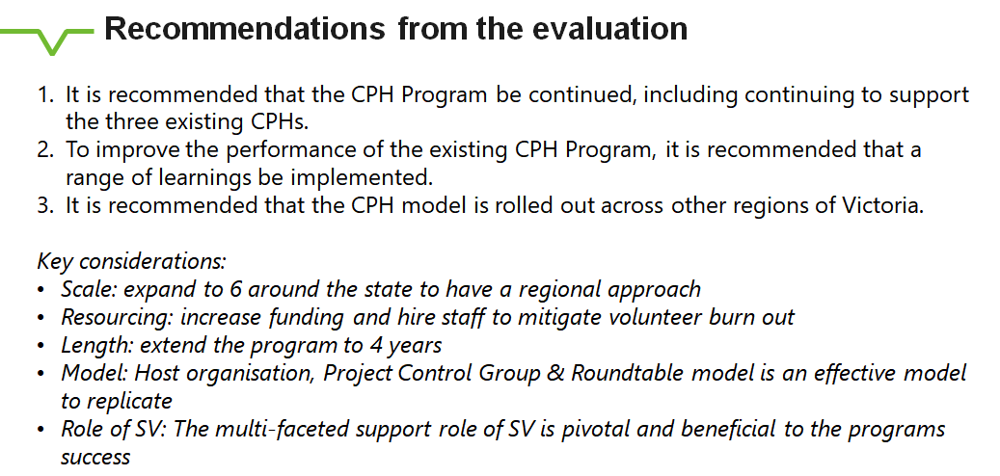 Recommendations from the evaluation
1. It is recommended that the CPH Program be continued, including continuing to support
the three existing CPHs.
2. To improve the performance of the existing CPH Program, it is recommended that a
range of learnings be implemented.
3. It is recommended that the CPH model is rolled out across other regions of Victoria.
Key considerations:
• Scale: expand to 6 around the state to have a regional approach
• Resourcing: increase funding and hire staff to mitigate volunteer burn out
• Length: extend the program to 4 years
• Model: Host organisation, Project Control Group & Roundtable model is an effective model
to replicate
• Role of SV: The multi-faceted support role of SV is pivotal and beneficial to the programs
success